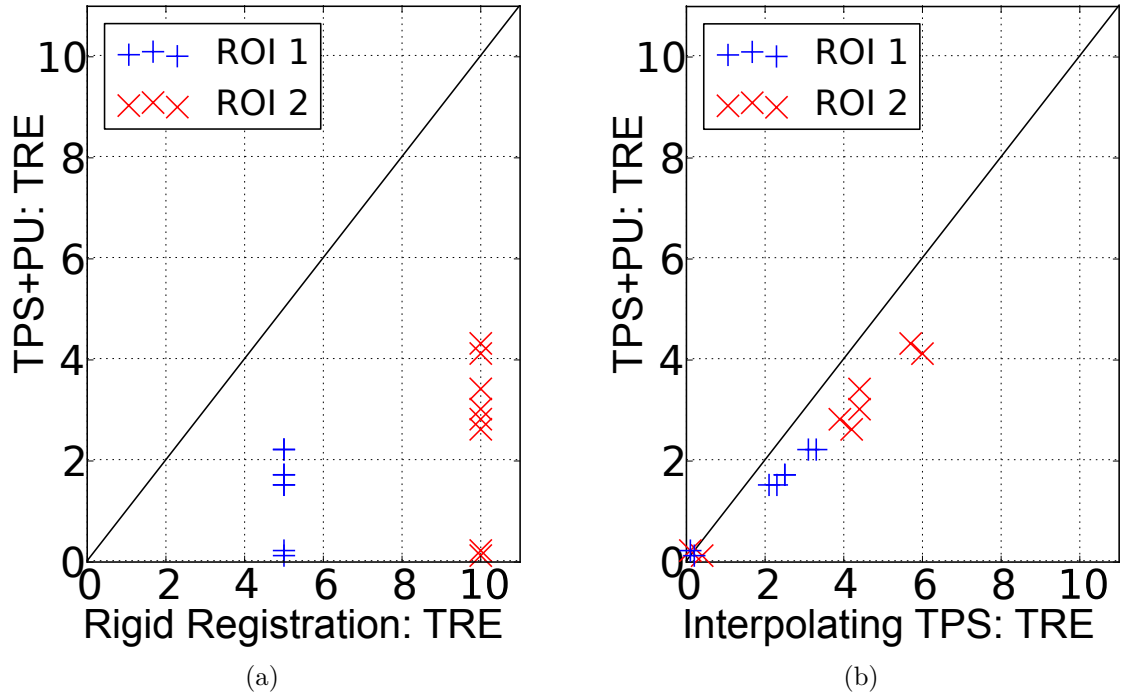 ROI 1
ROI 2
10
8
6
4
2
0
TPS+PU: TRE
0 2 4 6 8 10
Rigid Registration: TRE
(a)
ROI 1
ROI 2
10
8
6
4
2
0
TPS+PU: TRE
0 2 4 6 8 10
Interpolating TPS: TRE
(b)